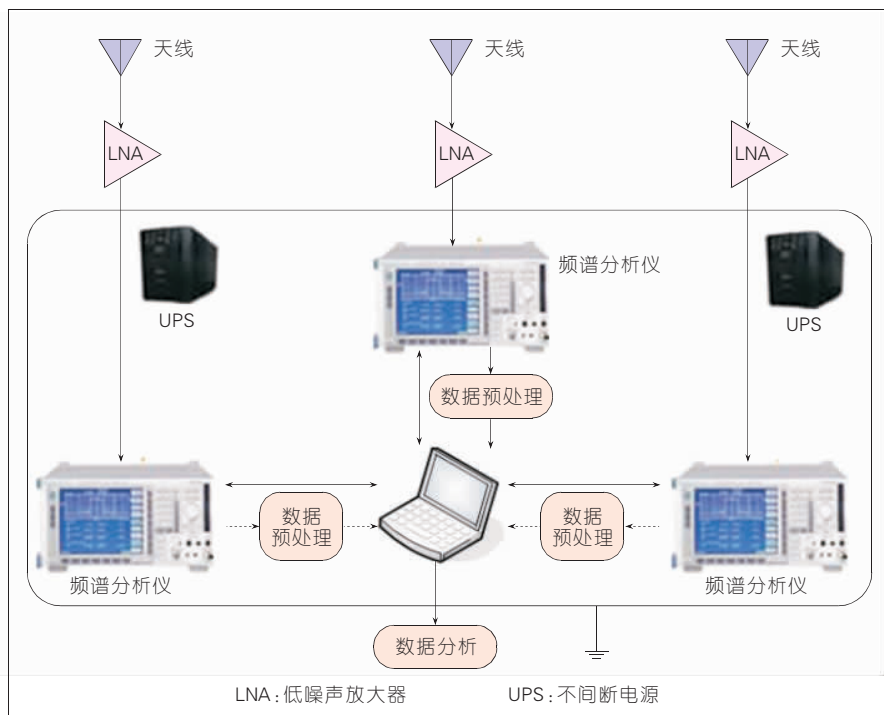 天线
天线
天线
LNA
LNA
LNA
UPS
频谱分析仪
UPS
数据预处理
数据
预处理
数据
预处理
频谱分析仪
频谱分析仪
数据分析
LNA:低噪声放大器
UPS:不间断电源